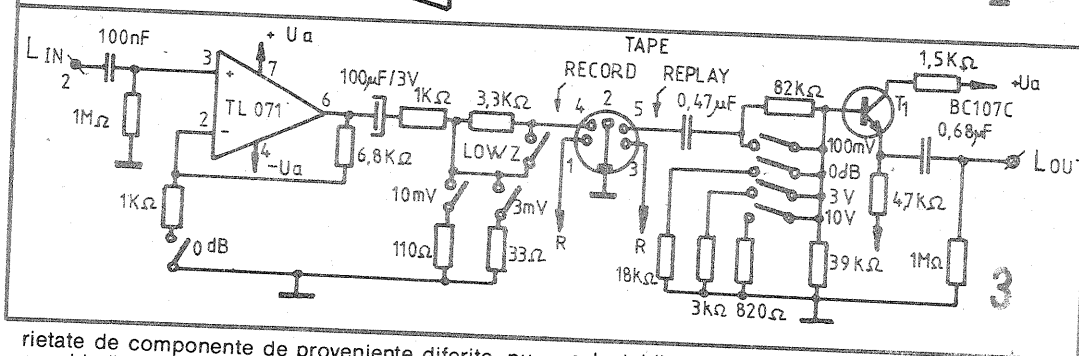 L IN
2
100nF
1MΩ
3
+
2
−
TL 071
7
+ Ua
4
-Ua
6
1KΩ
0 dB
6,8KΩ
100µF/3V
1KΩ
3,3KΩ
LOW Z
10mV
3mV
110Ω
33Ω
TAPE
RECORD
REPLAY
4
2
5
1
3
R
R
0,47µF
82KΩ
100mV
0dB
3 V
10V
18KΩ
3KΩ
820Ω
39KΩ
T1
1,5KΩ
+Ua
BC107C
0,68µF
4,7KΩ
1MΩ
L OUT
3
rietate de componente de proveniente diferite